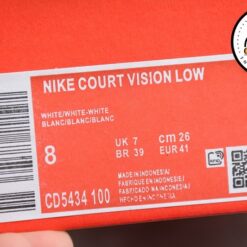 NIKE COURT VISION LOW
WHITE/WHITE-WHITE
BLANC/BLANC/BLANC
8
UK 7
BR 39
cm 26
EUR 41
CD5434 100
MADE IN INDONESIA
FABRIQUE EN INDONESIE
FABRICADO EN INDONESIA